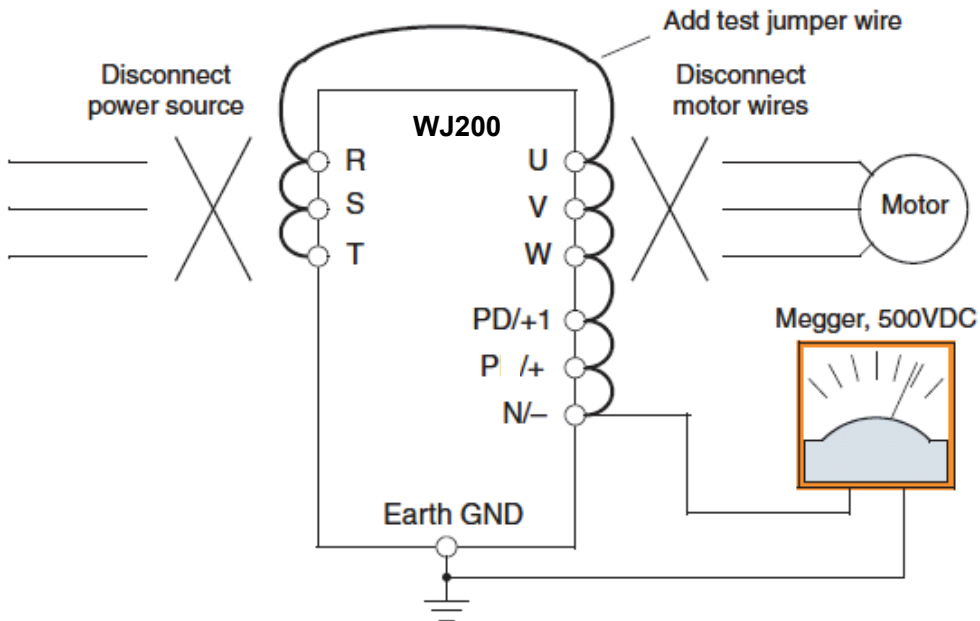 Add test jumper wire
Disconnect
power source
Disconnect
motor wires
WJ200
R
U
S
V
Motor
T
W
PD/+1
Megger, 500VDC
P /+
N/–
Earth GND